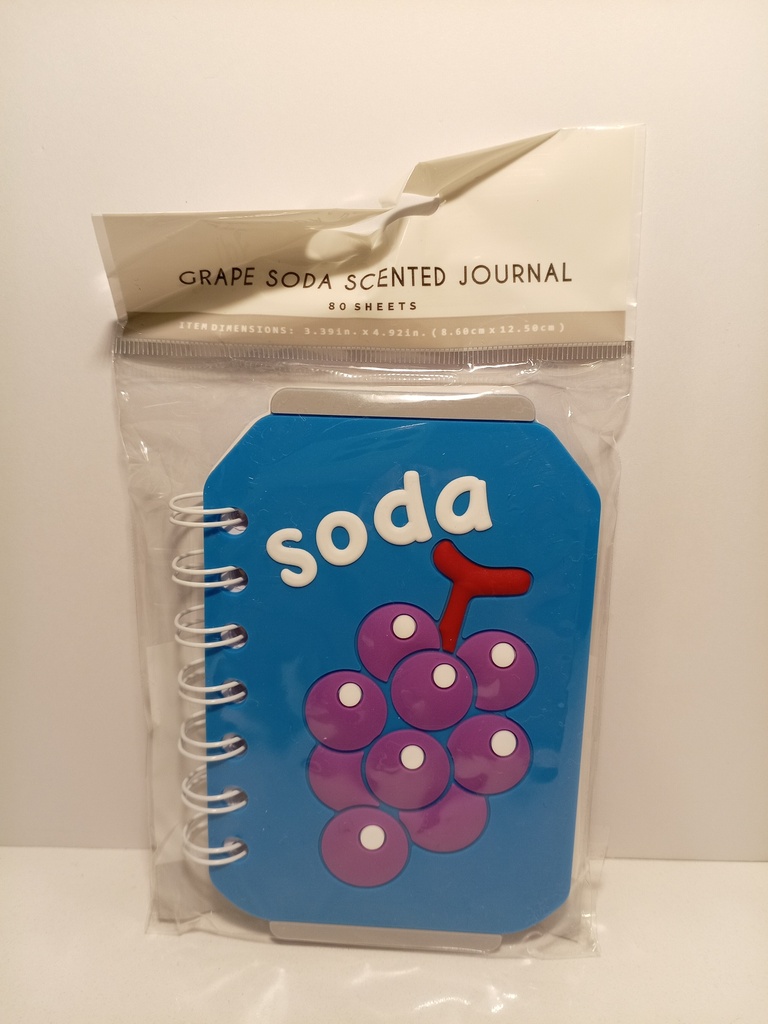 GRAPE SODA SCENTED JOURNAL
80 SHEETS
ITEM DIMENSIONS: 3.39in. x 4.92in. (8.60cm x 12.50cm)
soda